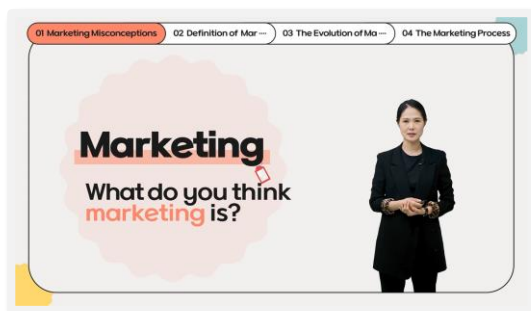 01 Marketing Misconceptions
02 Definition of Mar ···
03 The Evolution of Ma ···
04 The Marketing Process
Marketing
What do you think
marketing is?